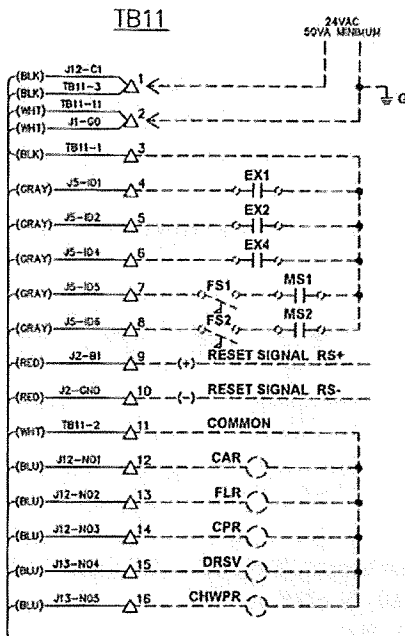 TB11
24VAC
50VA MINIMUM
(BLK) J12-C1 1
(BLK) TB11-3
G
(WHT) TB11-11 2
(WHT) J1-G0
(BLK) TB11-1 3
(GRAY) J5-ID1 4 EX1
(GRAY) J5-ID2 5 EX2
(GRAY) J5-ID4 6 EX4
(GRAY) J5-ID5 7 FS1 MS1
(GRAY) J5-ID6 8 FS2 MS2
(RED) J2-B1 9 (+) RESET SIGNAL RS+
(RED) J2-GND 10 (-) RESET SIGNAL RS-
(WHT) TB11-2 11 COMMON
(BLU) J12-NO1 12 CAR
(BLU) J12-NO2 13 FLR
(BLU) J12-NO3 14 CPR
(BLU) J13-NO4 15 DRSV
(BLU) J13-NO5 16 CHWPR